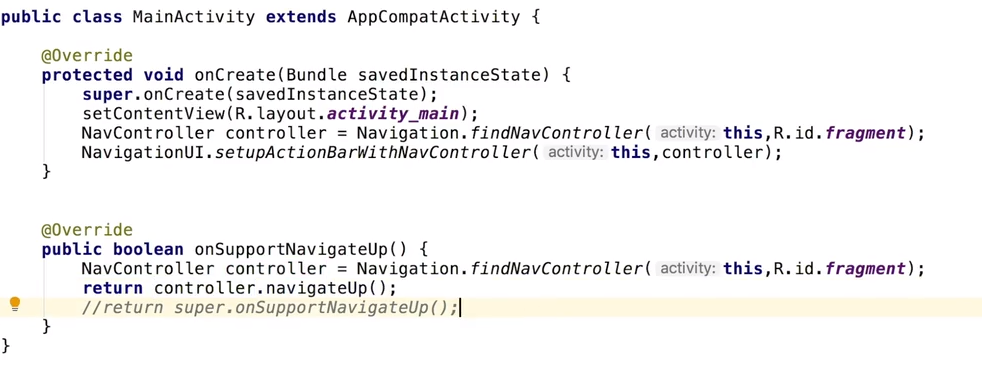 public class MainActivity extends AppCompatActivity {
@Override
protected void onCreate(Bundle savedInstanceState) {
super.onCreate(savedInstanceState);
setContentView(R.layout.activity_main);
NavController controller = Navigation.findNavController( activity: this,R.id.fragment);
NavigationUI.setupActionBarWithNavController( activity: this,controller);
}
@Override
public boolean onSupportNavigateUp() {
NavController controller = Navigation.findNavController( activity: this,R.id.fragment);
return controller.navigateUp();
//return super.onSupportNavigateUp();
}
}